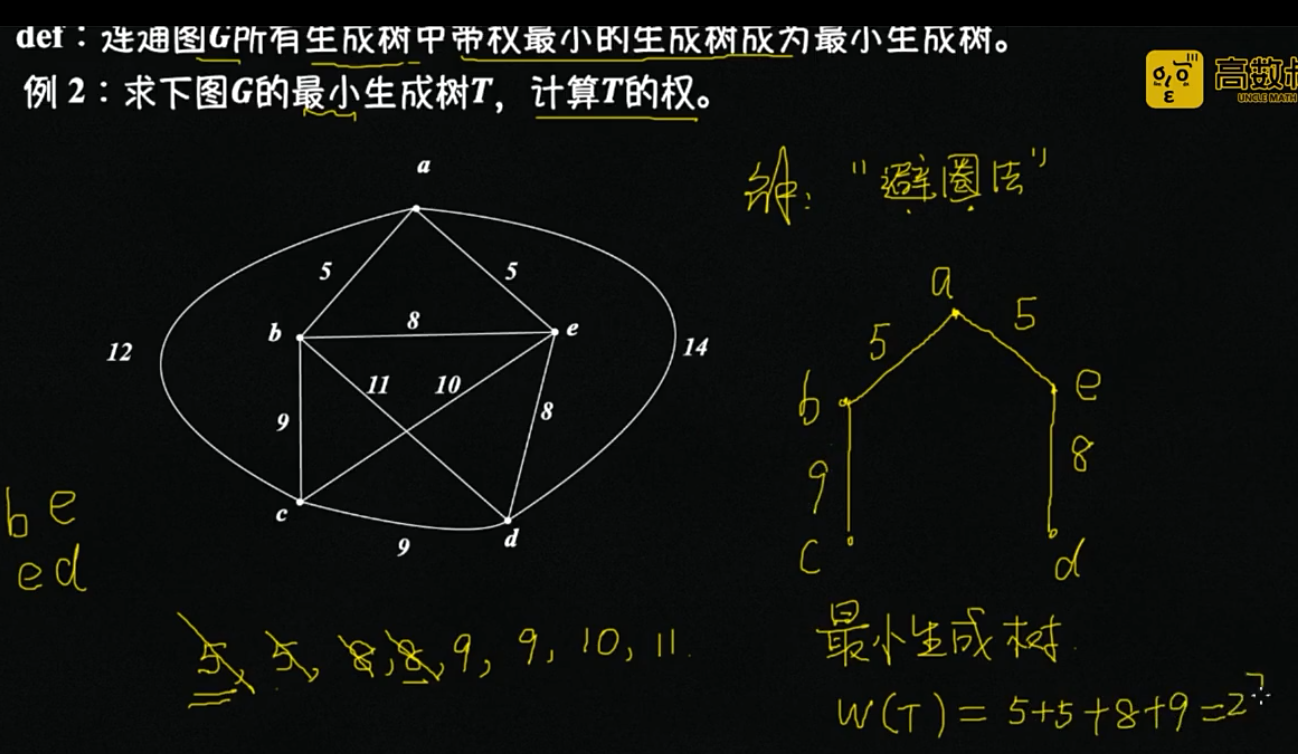 def：连通图G所有生成树中带权最小的生成树成为最小生成树。
例 2：求下图G的最小生成树T，计算T的权。
高数
UNCLE MATH
解："避圈法"
a
5
5
b
8
e
12
14
11
10
9
8
c
9
d
b e
e d
5, 5, 8, 8, 9, 9, 10, 11.
a
5
5
b
e
9
8
c
d
最小生成树.
W(T) = 5+5+8+9=27